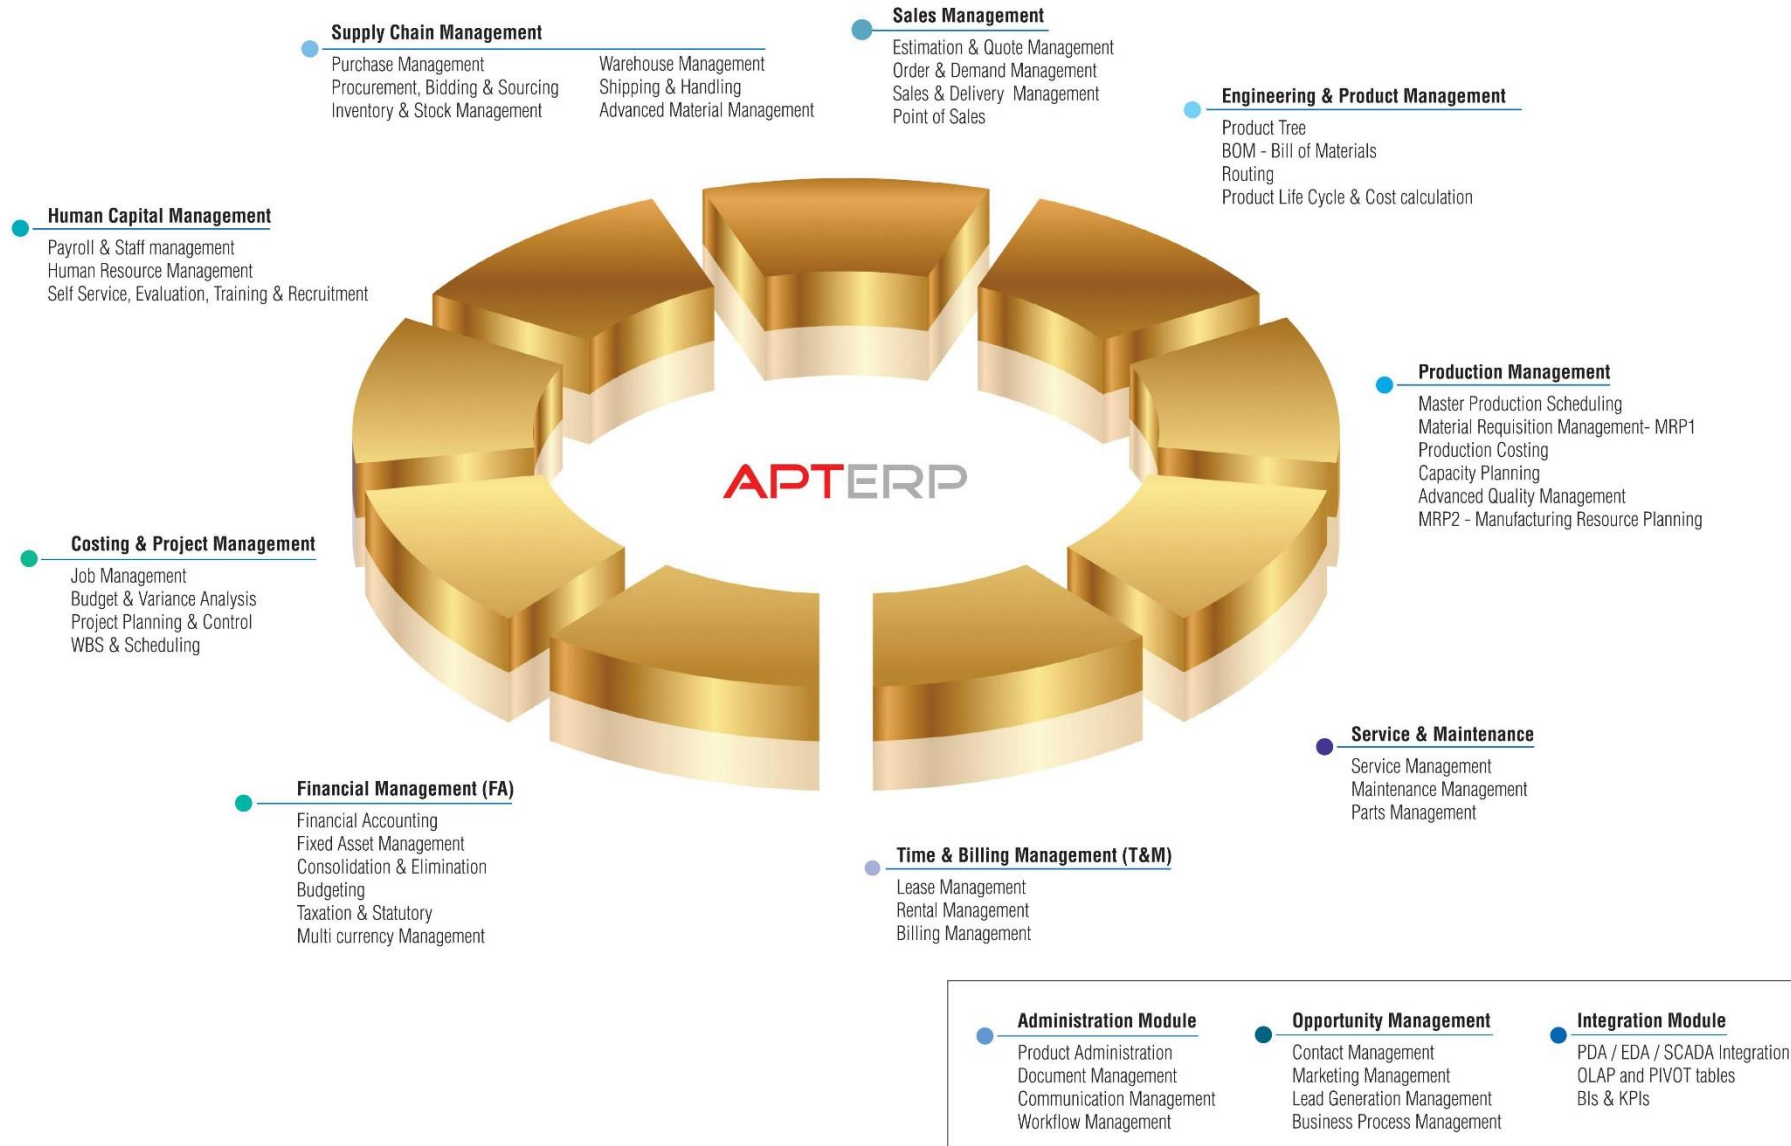 Supply Chain Management
Purchase Management
Procurement, Bidding & Sourcing
Inventory & Stock Management
Warehouse Management
Shipping & Handling
Advanced Material Management
Sales Management
Estimation & Quote Management
Order & Demand Management
Sales & Delivery Management
Point of Sales
Engineering & Product Management
Product Tree
BOM - Bill of Materials
Routing
Product Life Cycle & Cost calculation
Human Capital Management
Payroll & Staff management
Human Resource Management
Self Service, Evaluation, Training & Recruitment
Production Management
Master Production Scheduling
Material Requisition Management- MRP1
Production Costing
Capacity Planning
Advanced Quality Management
MRP2 - Manufacturing Resource Planning
APTERP
Costing & Project Management
Job Management
Budget & Variance Analysis
Project Planning & Control
WBS & Scheduling
Service & Maintenance
Service Management
Maintenance Management
Parts Management
Financial Management (FA)
Financial Accounting
Fixed Asset Management
Consolidation & Elimination
Budgeting
Taxation & Statutory
Multi currency Management
Time & Billing Management (T&M)
Lease Management
Rental Management
Billing Management
Administration Module
Product Administration
Document Management
Communication Management
Workflow Management
Opportunity Management
Contact Management
Marketing Management
Lead Generation Management
Business Process Management
Integration Module
PDA / EDA / SCADA Integration
OLAP and PIVOT tables
BIs & KPIs